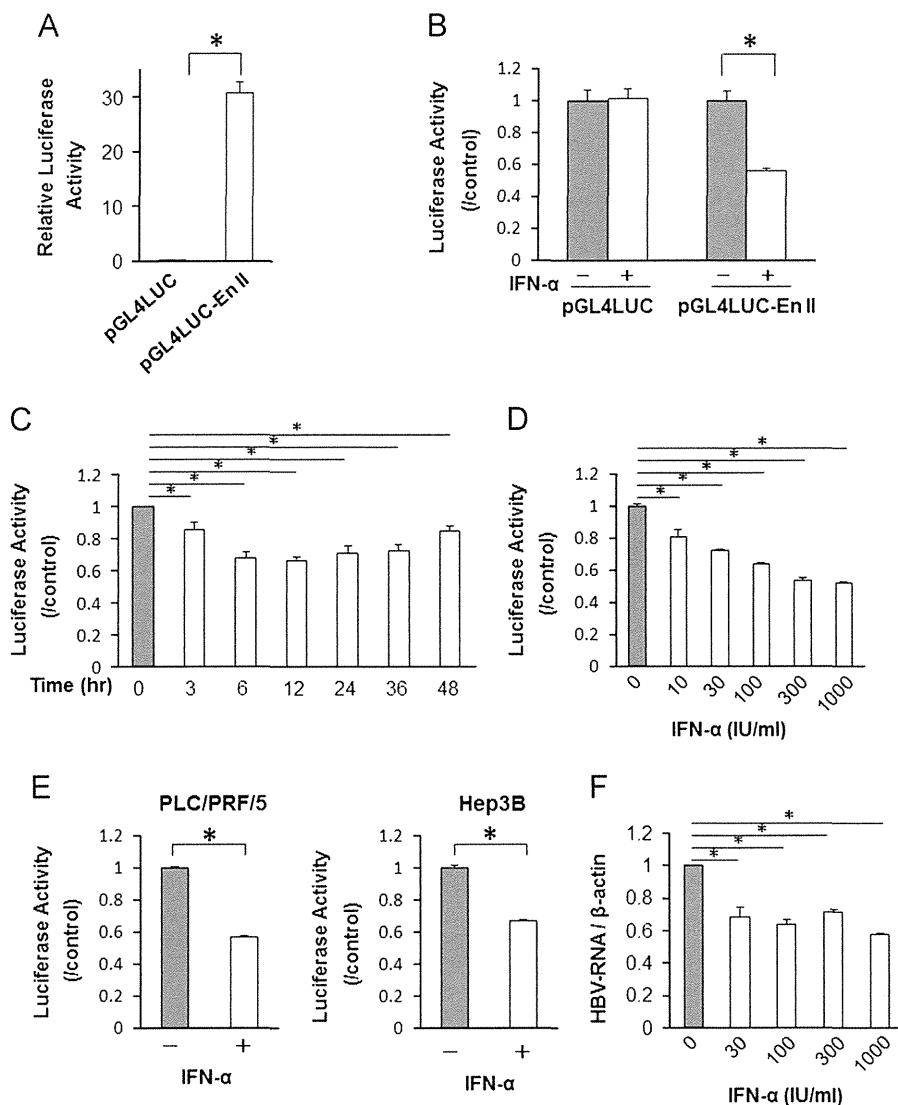 A
*
Relative Luciferase
Activity
30
20
10
0
pGL4LUC
pGL4LUC-En II
B
*
Luciferase Activity
(/control)
1.2
1
0.8
0.6
0.4
0.2
0
IFN-α − + − +
pGL4LUC pGL4LUC-En II
C
*
*
*
*
*
*
Luciferase Activity
(/control)
1.2
1
0.8
0.6
0.4
0.2
0
Time (hr) 0 3 6 12 24 36 48
D
*
*
*
*
*
Luciferase Activity
(/control)
1.2
1
0.8
0.6
0.4
0.2
0
0 10 30 100 300 1000
IFN-α (IU/ml)
E
PLC/PRF/5
*
Luciferase Activity
(/control)
1.2
1
0.8
0.6
0.4
0.2
0
− +
IFN-α
Hep3B
*
Luciferase Activity
(/control)
1.2
1
0.8
0.6
0.4
0.2
0
− +
IFN-α
F
*
*
*
*
HBV-RNA / β-actin
1.2
1
0.8
0.6
0.4
0.2
0
0 30 100 300 1000
IFN-α (IU/ml)